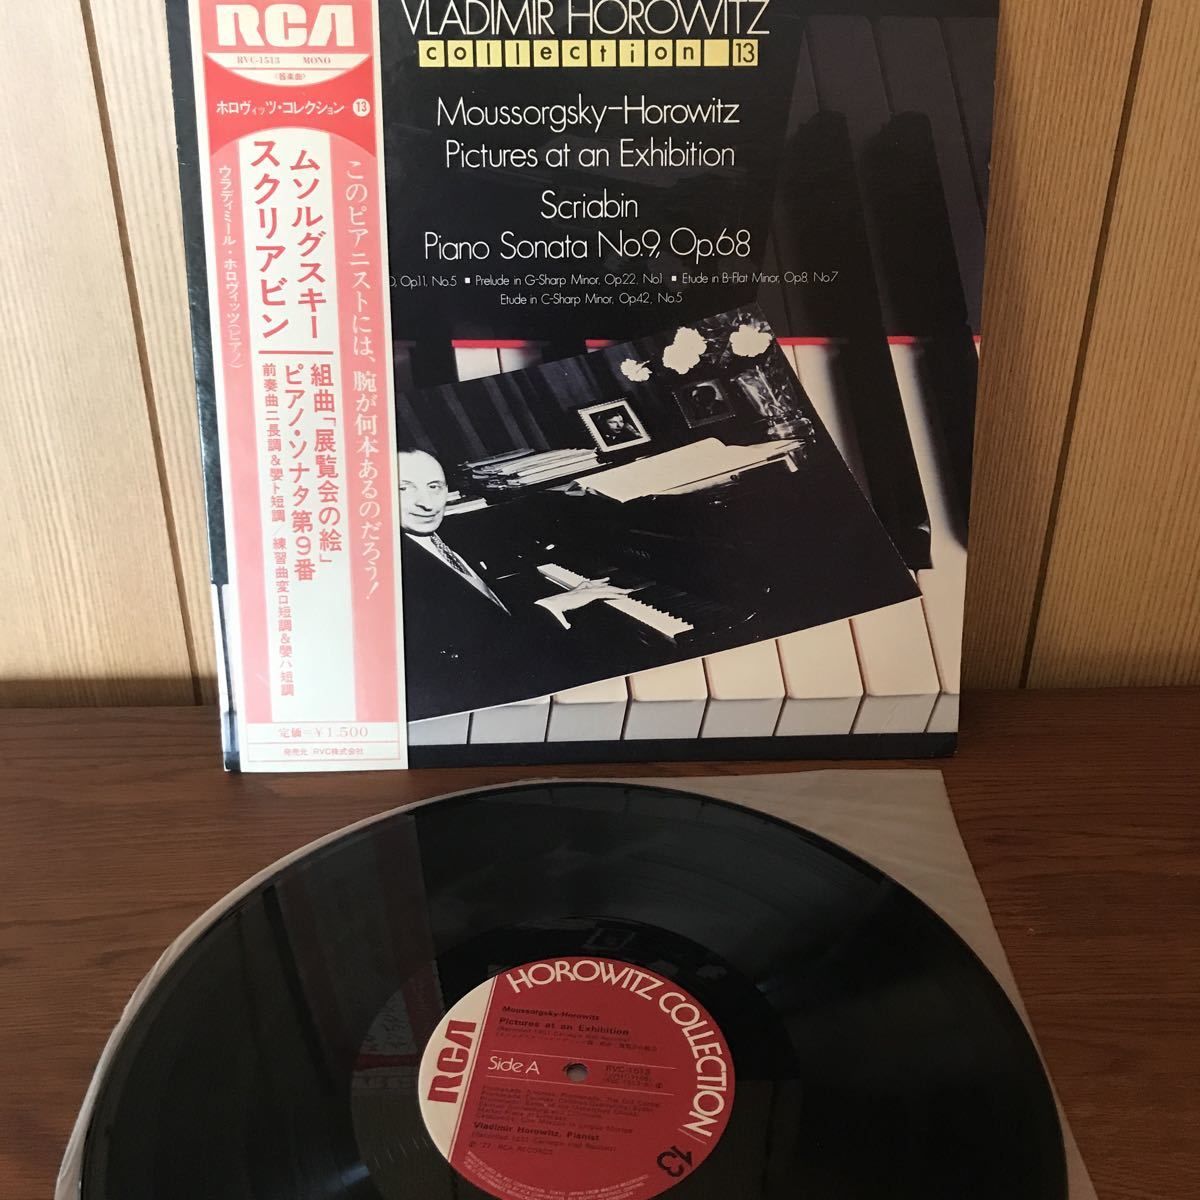 RCA
RVC-1513 MONO
〈器楽曲〉
ホロヴィッツ・コレクション 13
このピアニストには、腕が何本あるのだろう!
ムソルグスキー
組曲「展覧会の絵」
スクリアビン
ピアノ・ソナタ第9番
前奏曲ニ長調&嬰ト短調/練習曲変ロ短調&嬰ハ短調
ウラディミール・ホロヴィッツ(ピアノ)
定価=¥1,500
発売元 RVC株式会社
VLADIMIR HOROWITZ
collection 13
Moussorgsky-Horowitz
Pictures at an Exhibition
Scriabin
Piano Sonata No.9, Op.68
Op.11, No.5 ▪ Prelude in G-Sharp Minor, Op.22, No.1 ▪ Etude in B-Flat Minor, Op.8, No.7
Etude in C-Sharp Minor, Op.42, No.5
HOROWITZ COLLECTION/13
RCA
Moussorgsky-Horowitz
Pictures at an Exhibition
Side A
RVC-1513
Vladimir Horowitz, Pianist
RCA RECORDS